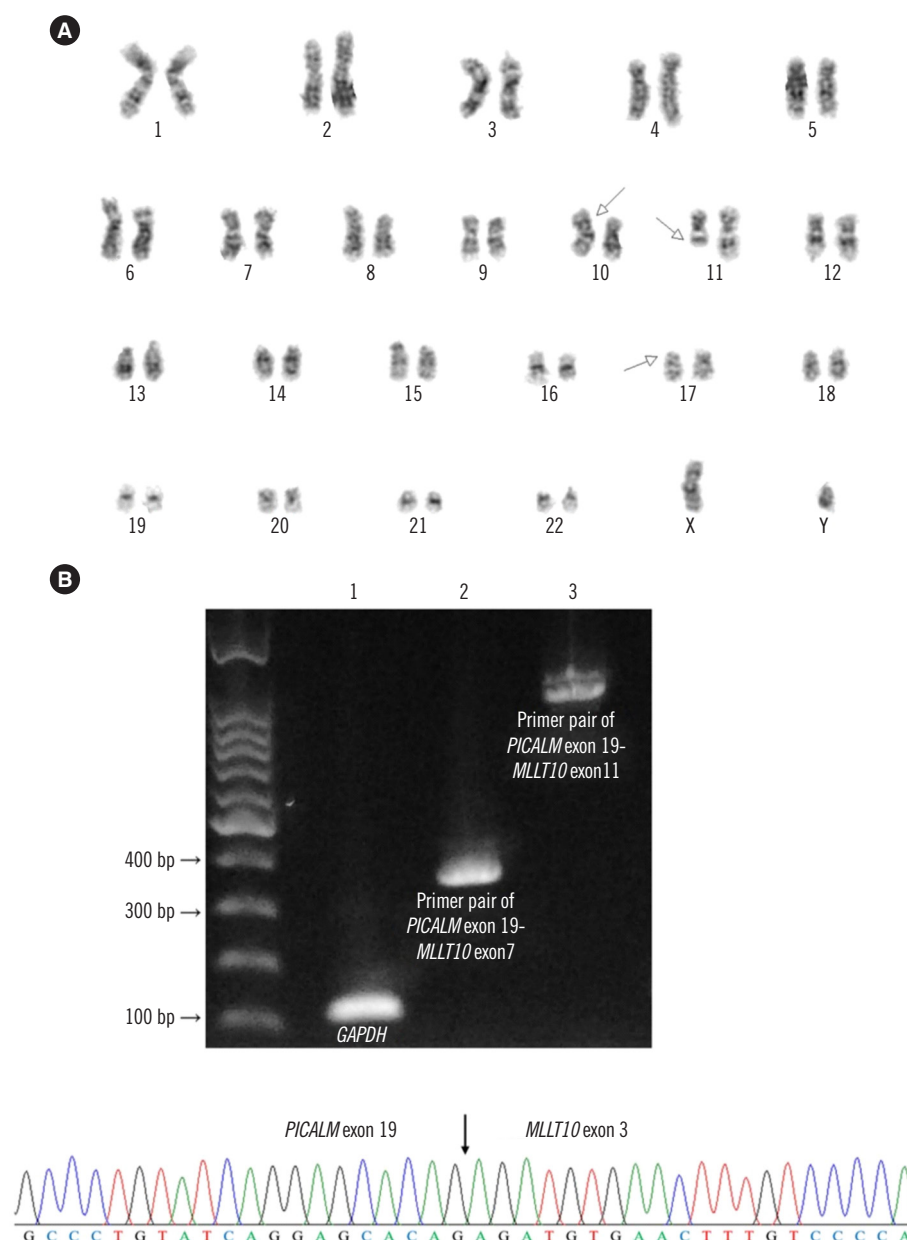 A
1 2 3 4 5
6 7 8 9 10 11 12
13 14 15 16 17 18
19 20 21 22 X Y
B
1 2 3
Primer pair of
PICALM exon 19-
MLLT10 exon11
400 bp →
Primer pair of
300 bp →
PICALM exon 19-
MLLT10 exon7
100 bp →
GAPDH
PICALM exon 19 MLLT10 exon 3
G C C C T G T A T C A G G A G C A C A G A G A T G T G A A C T T T G T C C C C A